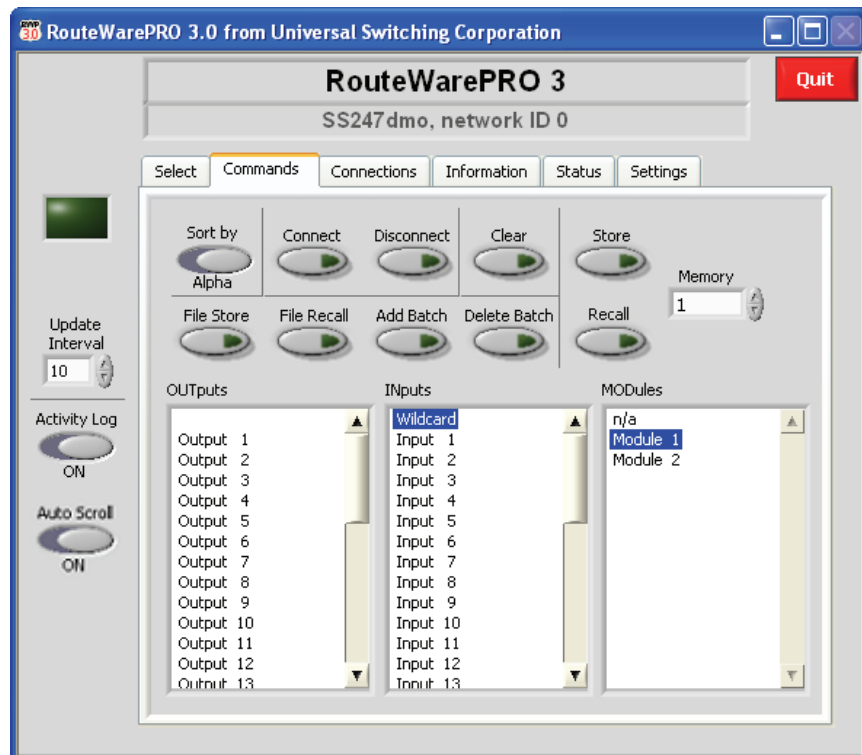 RWP 3.0
RouteWarePRO 3.0 from Universal Switching Corporation
RouteWarePRO 3
Quit
SS247dmo, network ID 0
Select Commands Connections Information Status Settings
Sort by Connect Disconnect Clear Store
Alpha
Memory
1
File Store File Recall Add Batch Delete Batch Recall
Update
Interval
10
Activity Log
ON
Auto Scroll
ON
OUTputs
Output 1
Output 2
Output 3
Output 4
Output 5
Output 6
Output 7
Output 8
Output 9
Output 10
Output 11
Output 12
Output 13
INputs
Wildcard
Input 1
Input 2
Input 3
Input 4
Input 5
Input 6
Input 7
Input 8
Input 9
Input 10
Input 11
Input 12
Input 13
MODules
n/a
Module 1
Module 2